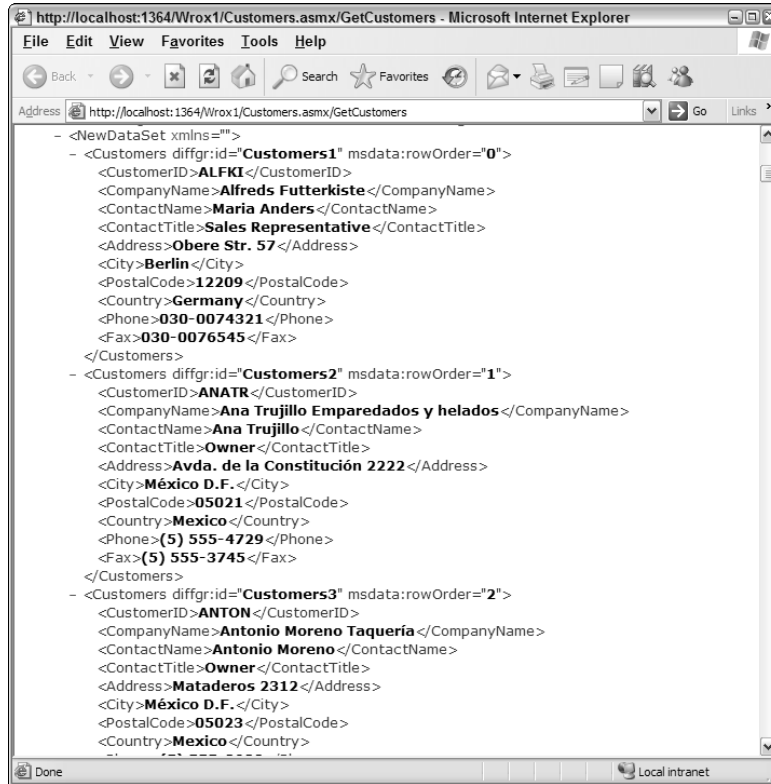 http://localhost:1364/Wrox1/Customers.asmx/GetCustomers - Microsoft Internet Explorer
File Edit View Favorites Tools Help
Back Search Favorites
Address http://localhost:1364/Wrox1/Customers.asmx/GetCustomers Go Links
- <NewDataSet xmlns="">
- <Customers diffgr:id="Customers1" msdata:rowOrder="0">
<CustomerID>ALFKI</CustomerID>
<CompanyName>Alfreds Futterkiste</CompanyName>
<ContactName>Maria Anders</ContactName>
<ContactTitle>Sales Representative</ContactTitle>
<Address>Obere Str. 57</Address>
<City>Berlin</City>
<PostalCode>12209</PostalCode>
<Country>Germany</Country>
<Phone>030-0074321</Phone>
<Fax>030-0076545</Fax>
</Customers>
- <Customers diffgr:id="Customers2" msdata:rowOrder="1">
<CustomerID>ANATR</CustomerID>
<CompanyName>Ana Trujillo Emparedados y helados</CompanyName>
<ContactName>Ana Trujillo</ContactName>
<ContactTitle>Owner</ContactTitle>
<Address>Avda. de la Constitución 2222</Address>
<City>México D.F.</City>
<PostalCode>05021</PostalCode>
<Country>Mexico</Country>
<Phone>(5) 555-4729</Phone>
<Fax>(5) 555-3745</Fax>
</Customers>
- <Customers diffgr:id="Customers3" msdata:rowOrder="2">
<CustomerID>ANTON</CustomerID>
<CompanyName>Antonio Moreno Taquería</CompanyName>
<ContactName>Antonio Moreno</ContactName>
<ContactTitle>Owner</ContactTitle>
<Address>Mataderos 2312</Address>
<City>México D.F.</City>
<PostalCode>05023</PostalCode>
<Country>Mexico</Country>
Done Local intranet